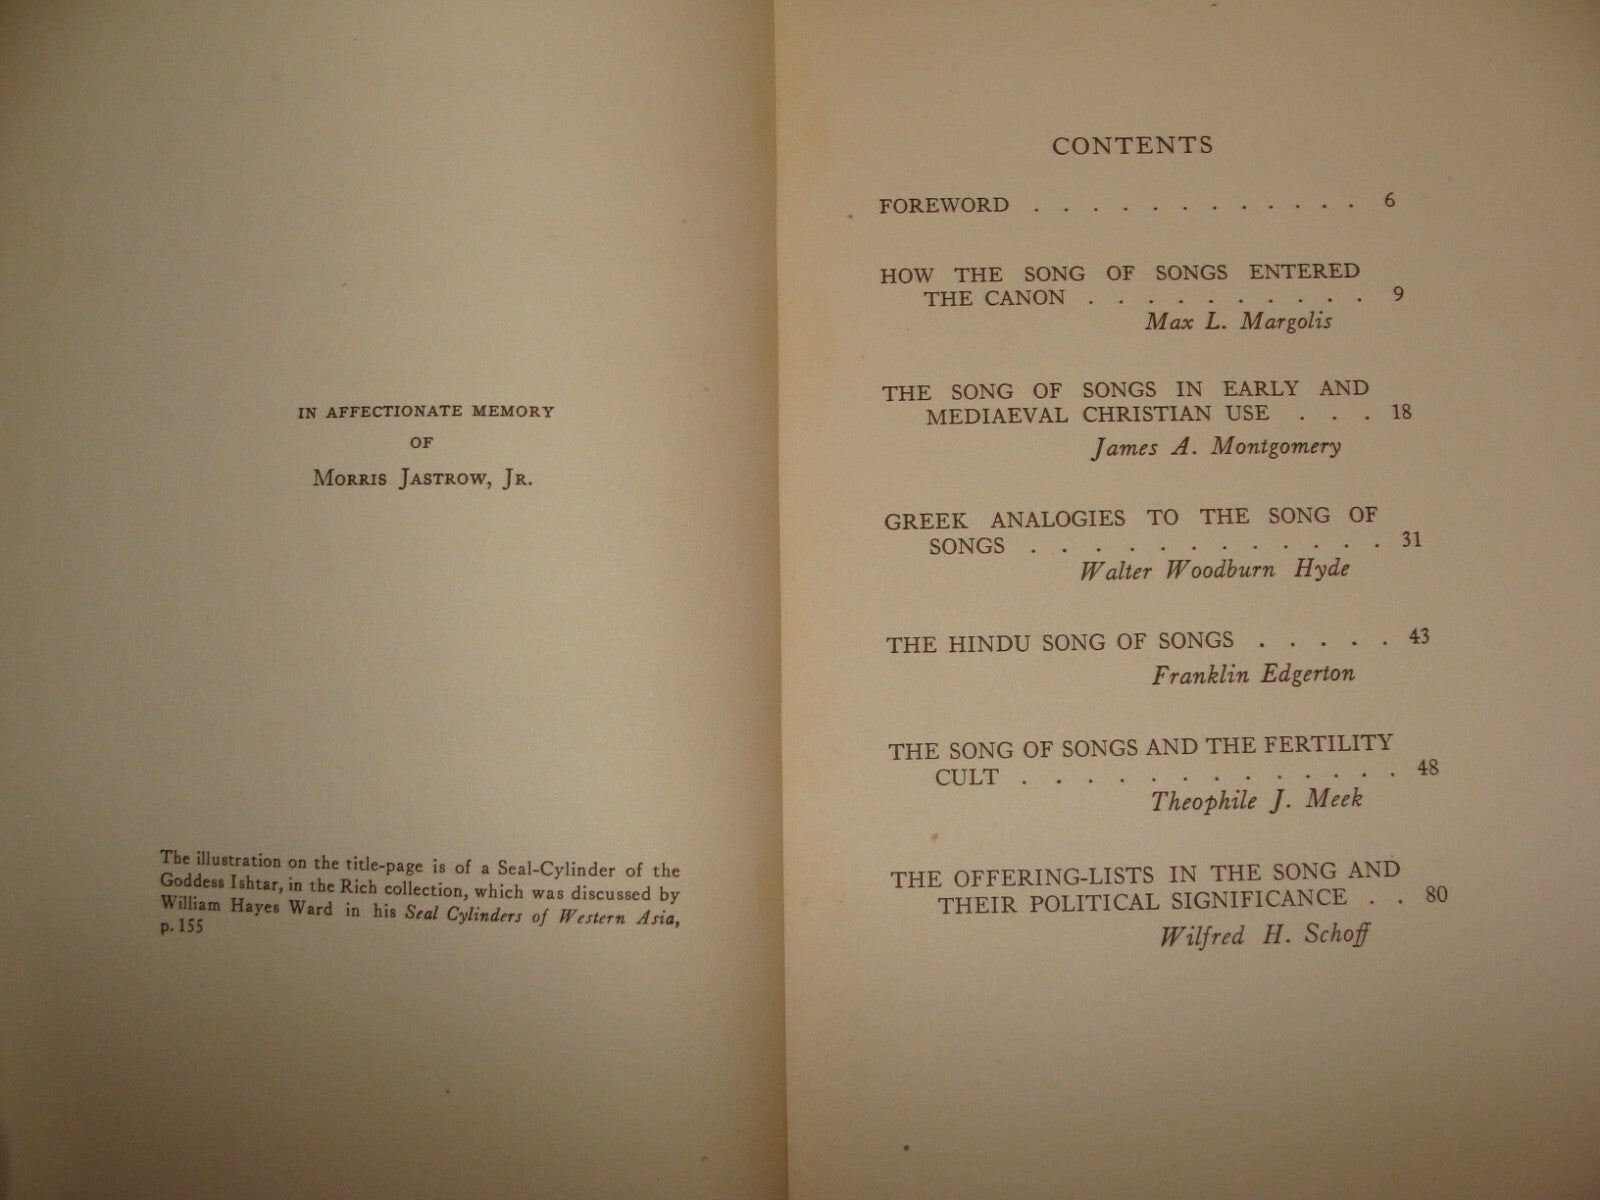 IN AFFECTIONATE MEMORY
OF
MORRIS JASTROW, JR.
The illustration on the title-page is of a Seal-Cylinder of the
Goddess Ishtar, in the Rich collection, which was discussed by
William Hayes Ward in his Seal Cylinders of Western Asia,
p. 155
CONTENTS
FOREWORD . . . . . . . . . . . . 6
HOW THE SONG OF SONGS ENTERED
THE CANON . . . . . . . . . . 9
Max L. Margolis
THE SONG OF SONGS IN EARLY AND
MEDIAEVAL CHRISTIAN USE . . . 18
James A. Montgomery
GREEK ANALOGIES TO THE SONG OF
SONGS . . . . . . . . . . . . 31
Walter Woodburn Hyde
THE HINDU SONG OF SONGS . . . . . 43
Franklin Edgerton
THE SONG OF SONGS AND THE FERTILITY
CULT . . . . . . . . . . . . 48
Theophile J. Meek
THE OFFERING-LISTS IN THE SONG AND
THEIR POLITICAL SIGNIFICANCE . . 80
Wilfred H. Schoff